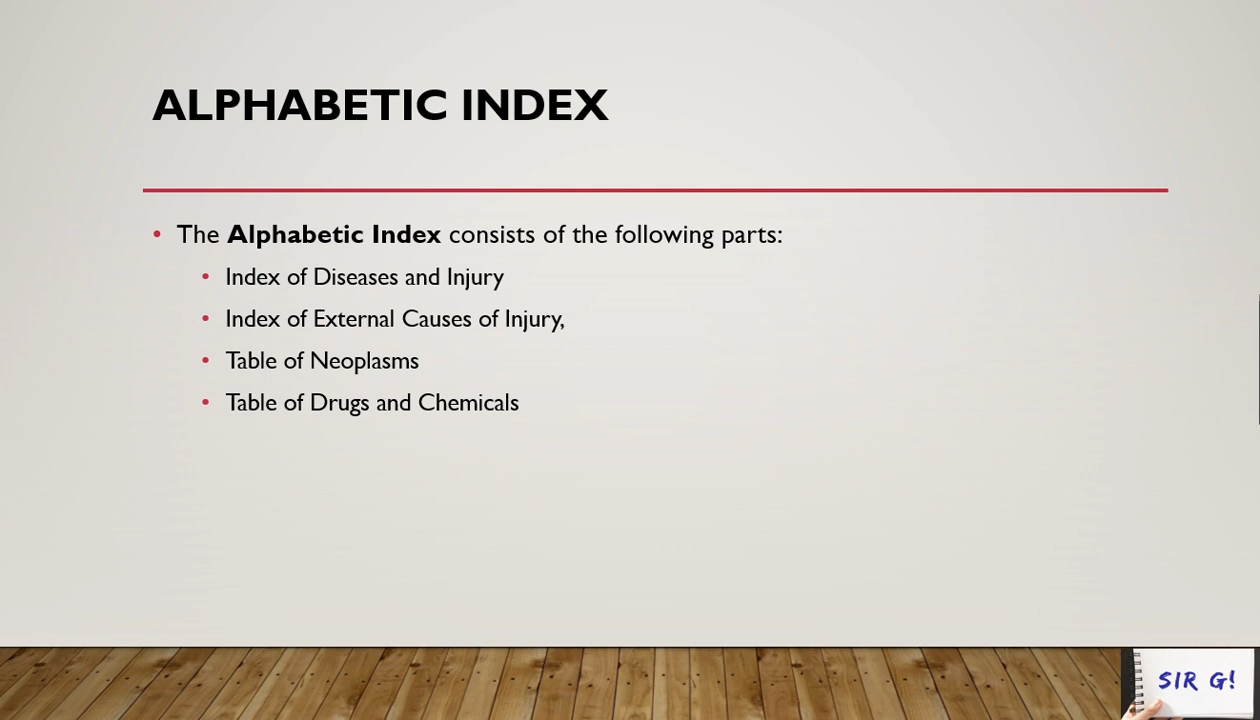 ALPHABETIC INDEX
• The Alphabetic Index consists of the following parts:
• Index of Diseases and Injury
• Index of External Causes of Injury,
• Table of Neoplasms
• Table of Drugs and Chemicals
SIR G!